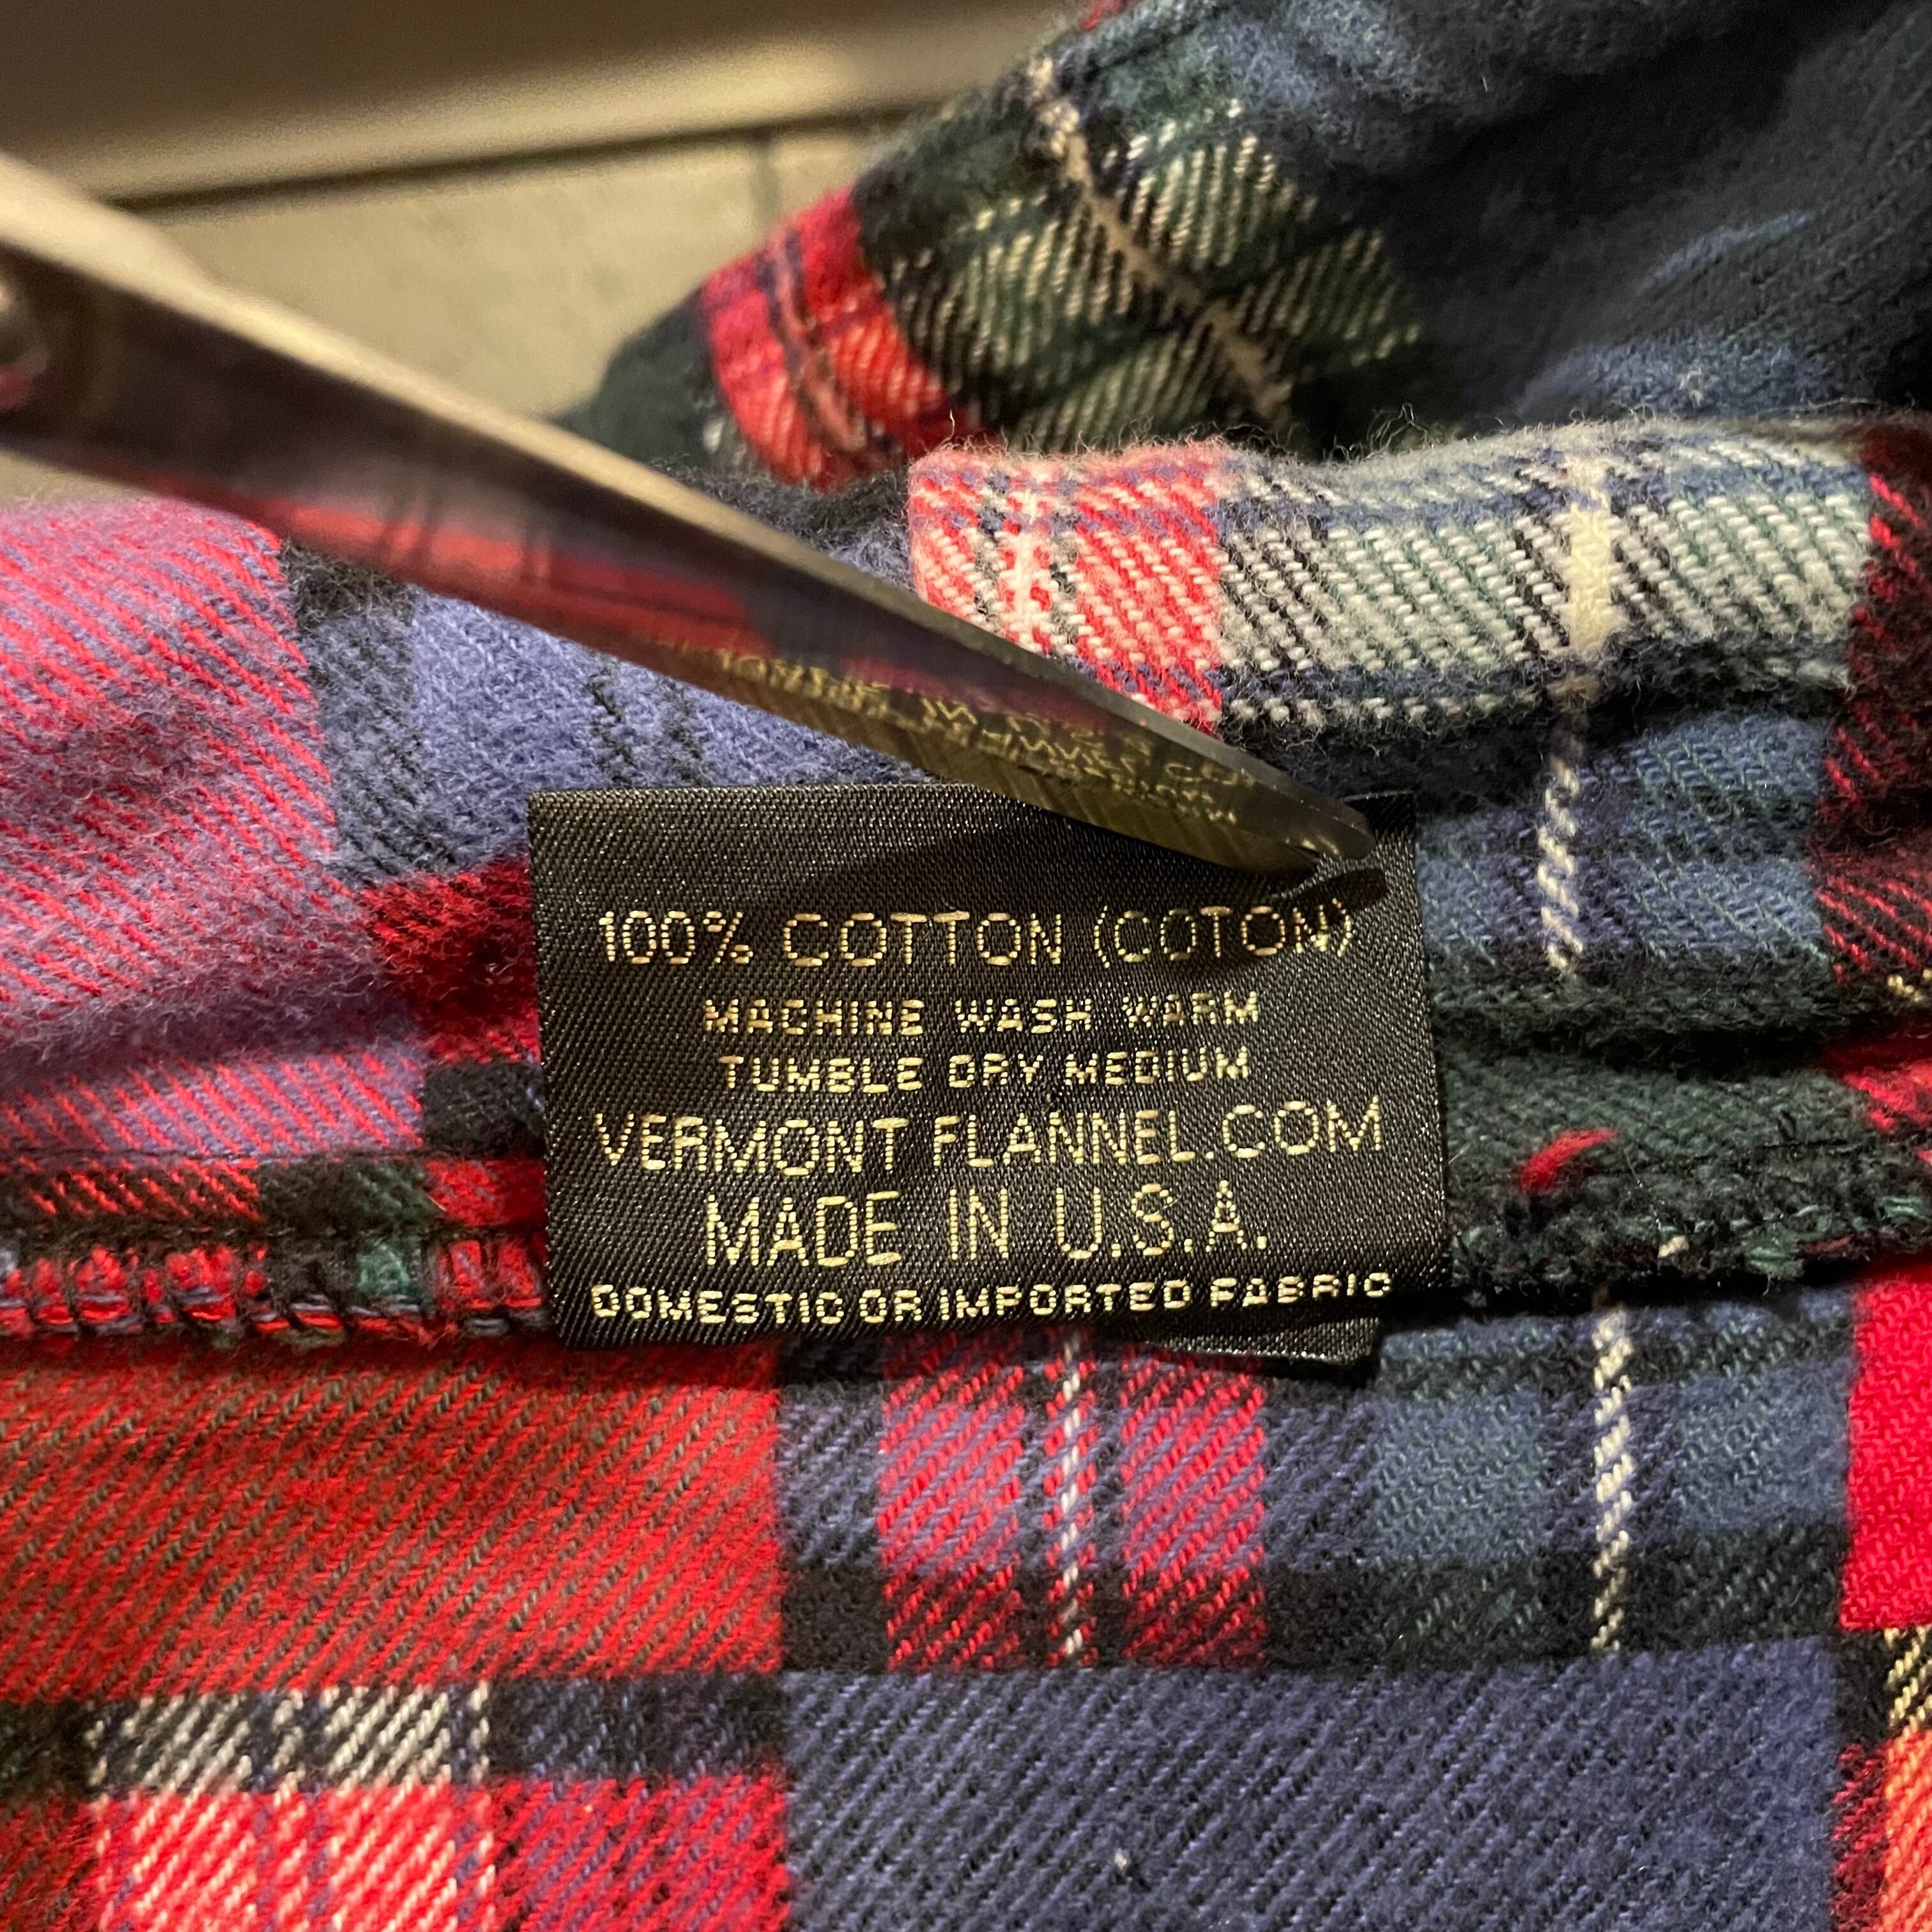 100% COTTON (COTON)
MACHINE WASH WARM
TUMBLE DRY MEDIUM
VERMONT FLANNEL.COM
MADE IN U.S.A.
DOMESTIC OR IMPORTED FABRIC